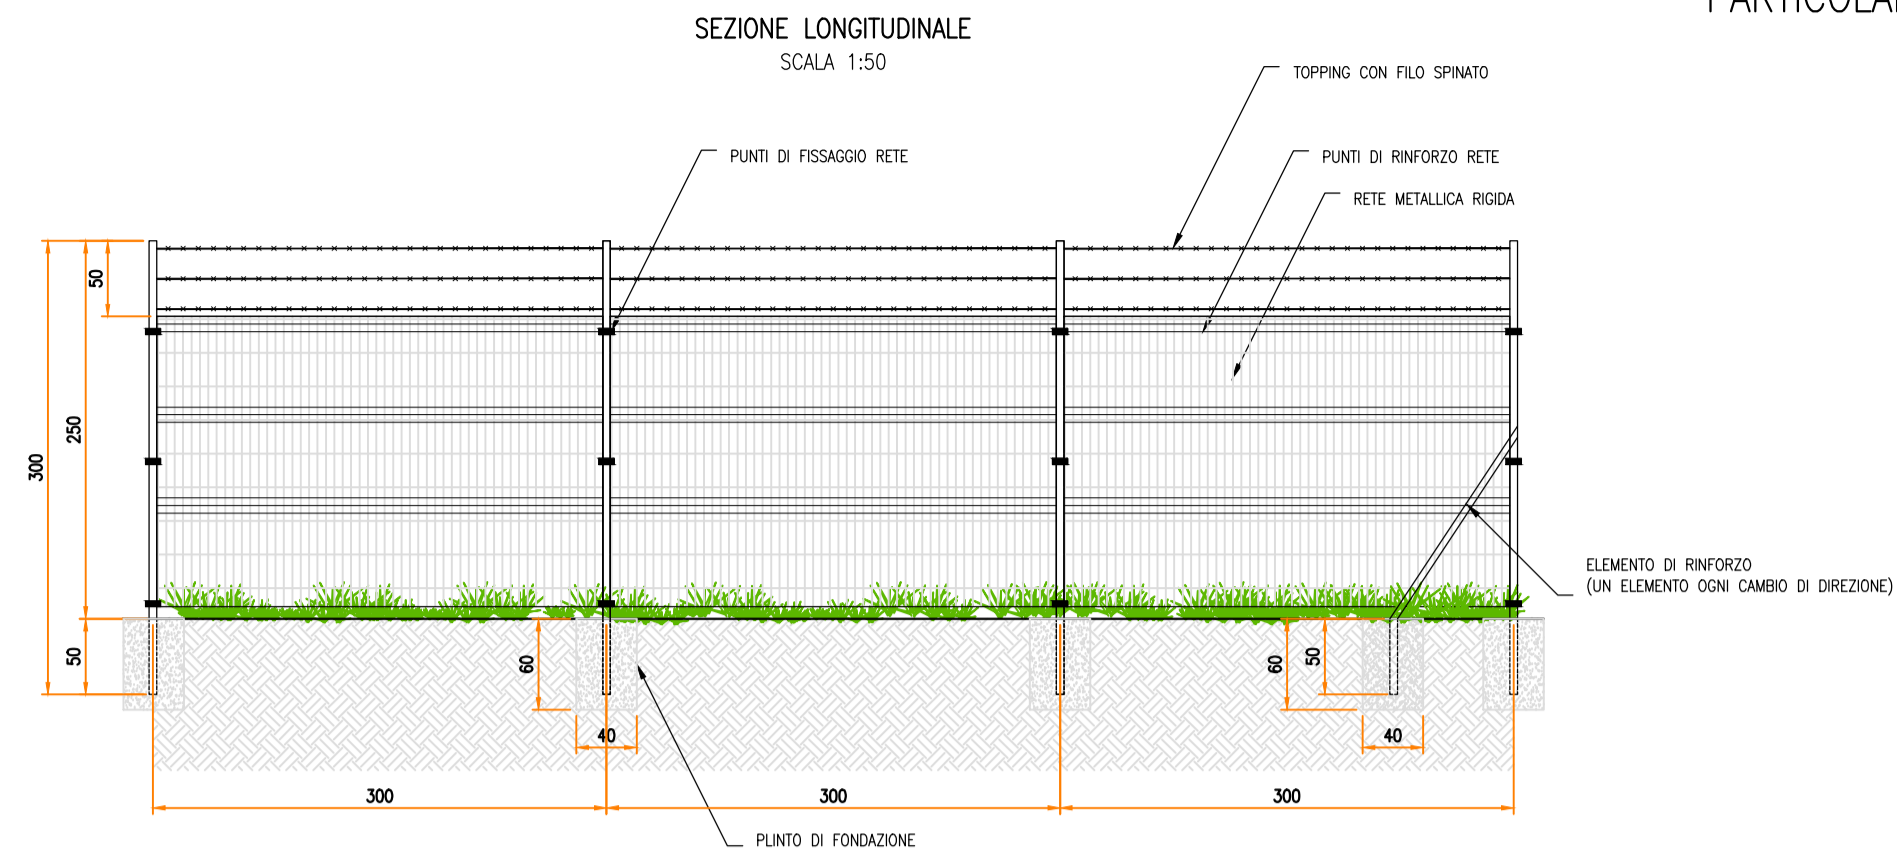 SEZIONE LONGITUDINALE
SCALA 1:50
TOPPING CON FILO SPINATO
PUNTI DI FISSAGGIO RETE
PUNTI DI RINFORZO RETE
RETE METALLICA RIGIDA
50
250
300
50
60
40
60
50
40
ELEMENTO DI RINFORZO
(UN ELEMENTO OGNI CAMBIO DI DIREZIONE)
300
300
300
PLINTO DI FONDAZIONE